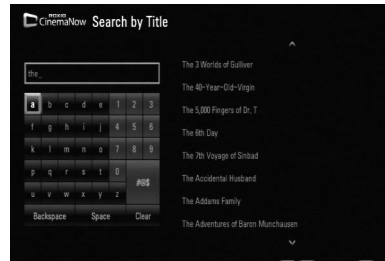 ROXIO
CinemaNow Search by Title
the_
The 3 Worlds of Gulliver
The 40-Year-Old-Virgin
The 5,000 Fingers of Dr. T
The 6th Day
The 7th Voyage of Sinbad
The Accidental Husband
The Addams Family
The Adventures of Baron Munchausen
a b c d e 1 2 3
f g h i j 4 5 6
k l m n o 7 8 9
p q r s t 0
#@$
u v w x y z
Backspace Space Clear